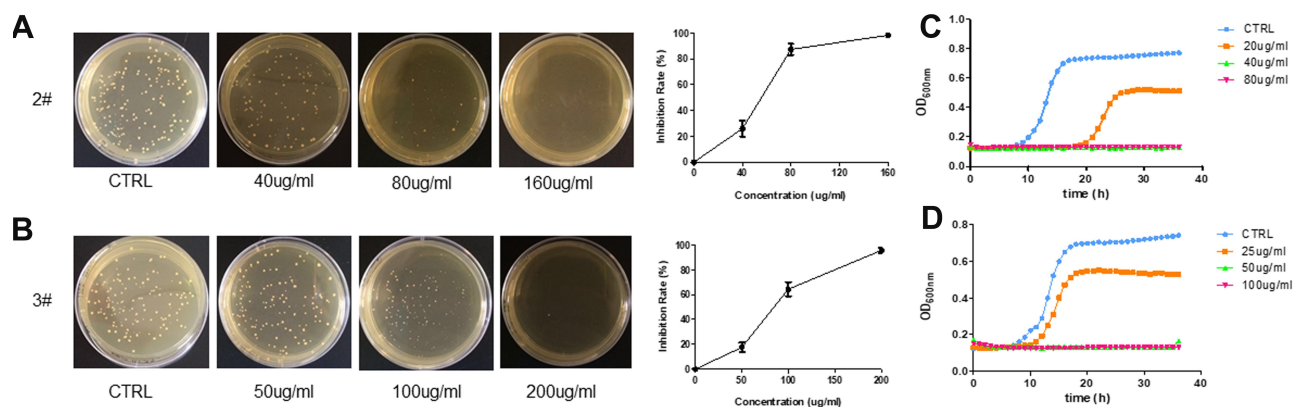 A
2#
CTRL
40ug/ml
80ug/ml
160ug/ml
Inhibition Rate (%)
100
80
60
40
20
0
0 40 80 120 160
Concentration (ug/ml)
C
OD600nm
1.0
0.8
0.6
0.4
0.2
0.0
0 10 20 30 40
time (h)
CTRL
20ug/ml
40ug/ml
80ug/ml
B
3#
CTRL
50ug/ml
100ug/ml
200ug/ml
Inhibition Rate (%)
100
80
60
40
20
0
0 50 100 200
Concentration (ug/ml)
D
OD600nm
0.8
0.6
0.4
0.2
0.0
0 10 20 30 40
time (h)
CTRL
25ug/ml
50ug/ml
100ug/ml